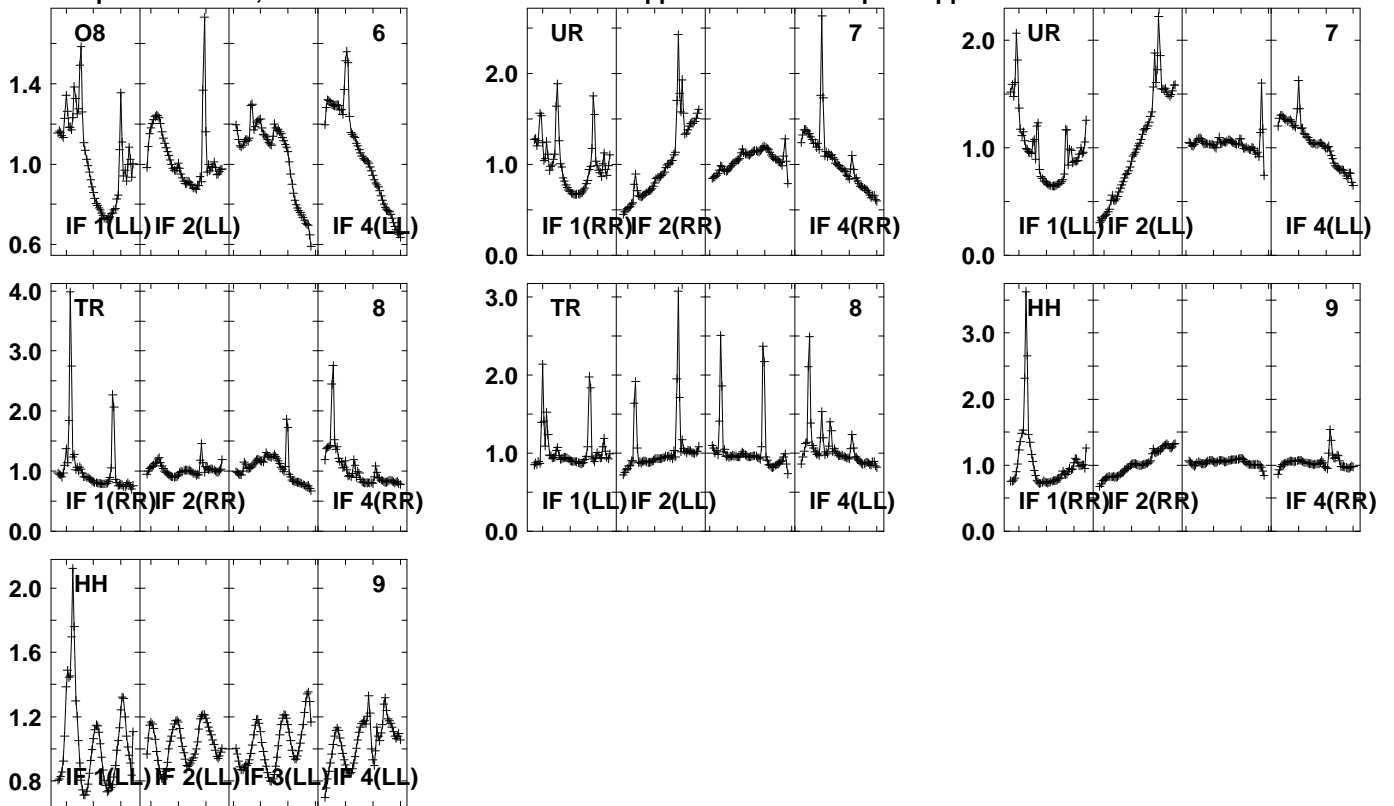 O8 6
1.4
1.0
0.6
IF 1(LL) IF 2(LL) IF 4(LL)
UR 7
2.0
1.0
0.0
IF 1(RR) IF 2(RR) IF 4(RR)
UR 7
2.0
1.0
0.0
IF 1(LL) IF 2(LL) IF 4(LL)
TR 8
4.0
3.0
2.0
1.0
0.0
IF 1(RR) IF 2(RR) IF 4(RR)
TR 8
3.0
2.0
1.0
0.0
IF 1(LL) IF 2(LL) IF 4(LL)
HH 9
3.0
2.0
1.0
0.0
IF 1(RR) IF 2(RR) IF 4(RR)
HH 9
2.0
1.6
1.2
0.8
IF 1(LL) IF 2(LL) IF 3(LL) IF 4(LL)